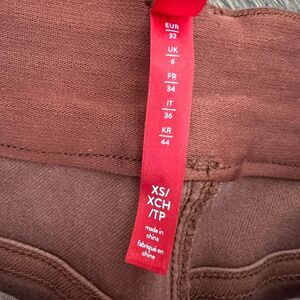 EUR
32
UK
6
FR
34
IT
36
KR
44
XS/
XCH
/TP
made in
china
fabriqué en
chine